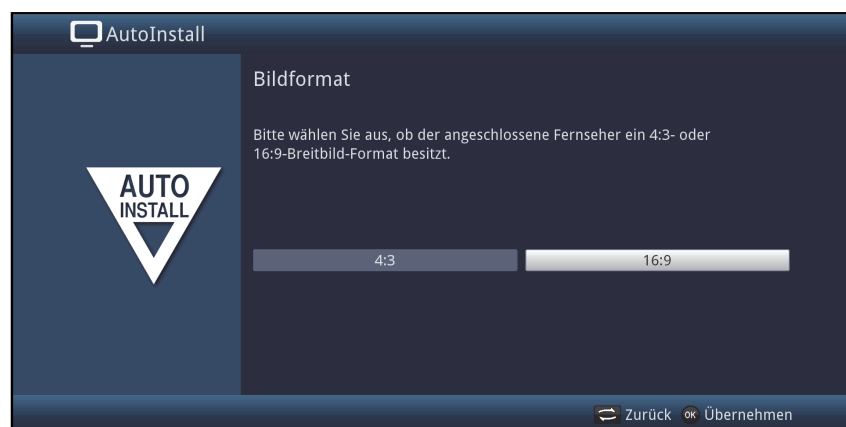 AutoInstall
Bildformat
Bitte wählen Sie aus, ob der angeschlossene Fernseher ein 4:3- oder
16:9-Breitbild-Format besitzt.
AUTO
INSTALL
4:3 16:9
Zurück OK Übernehmen